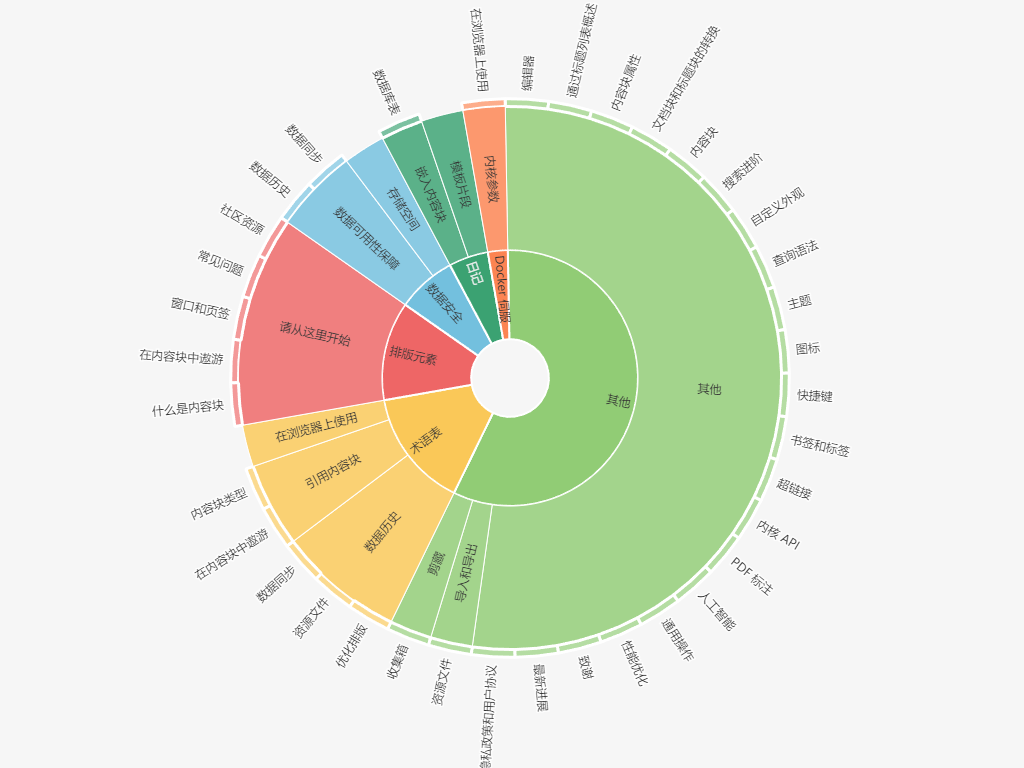 其他
术语表
排版元素
数据安全
日记
Docker 伺服
其他
导入和导出
剪藏
数据历史
引用内容块
在浏览器上使用
请从这里开始
数据可用性保障
存储空间
嵌入内容块
模板片段
内核参数
编辑器
通过标题列表概述
内容块属性
文档块和标题块的转换
内容块
搜索进阶
自定义外观
查询语法
主题
图标
快捷键
书签和标签
超链接
内核 API
PDF 标注
人工智能
通用操作
性能优化
致谢
最新进展
隐私政策和用户协议
资源文件
收集箱
优化排版
资源文件
数据同步
在内容块中遨游
内容块类型
什么是内容块
在内容块中遨游
窗口和页签
常见问题
社区资源
数据历史
数据同步
数据库表
在浏览器上使用